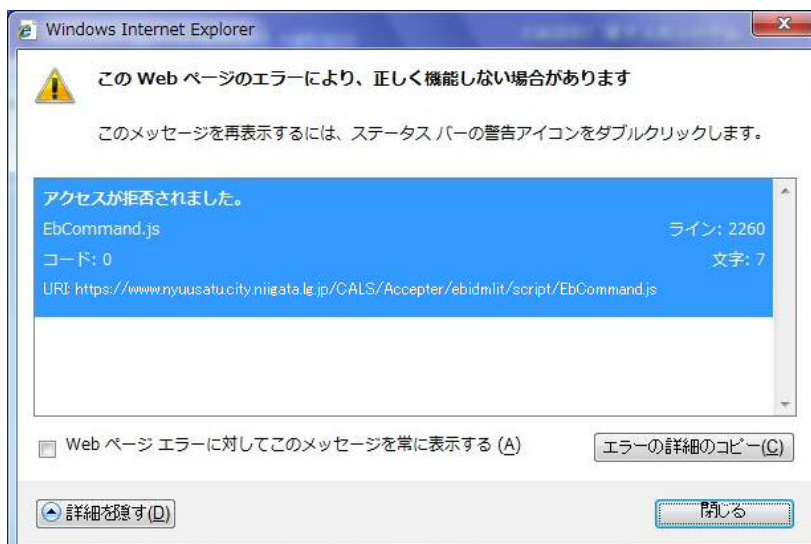 Windows Internet Explorer
この Web ページのエラーにより、正しく機能しない場合があります
このメッセージを再表示するには、ステータス バーの警告アイコンをダブルクリックします。
アクセスが拒否されました。
EbCommand.js ライン: 2260
コード: 0 文字: 7
URI: https://www.nyuusatu.city.niigata.lg.jp/CALS/Accepter/ebidmlit/script/EbCommand.js
Web ページ エラーに対してこのメッセージを常に表示する (A)
エラーの詳細のコピー(C)
詳細を隠す(D)
閉じる